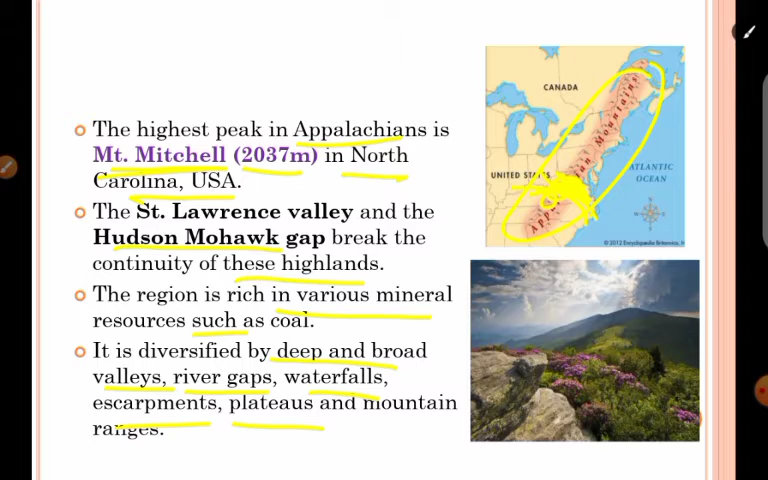 The highest peak in Appalachians is
Mt. Mitchell (2037m) in North
Carolina, USA.
The St. Lawrence valley and the
Hudson Mohawk gap break the
continuity of these highlands.
The region is rich in various mineral
resources such as coal.
It is diversified by deep and broad
valleys, river gaps, waterfalls,
escarpments, plateaus and mountain
ranges.
CANADA
Mountains
UNITED STATES
ATLANTIC
OCEAN
© 2012 Encyclopædia Britannica, Inc.